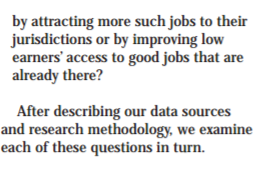 by attracting more such jobs to their
jurisdictions or by improving low
earners' access to good jobs that are
already there?
After describing our data sources
and research methodology, we examine
each of these questions in turn.